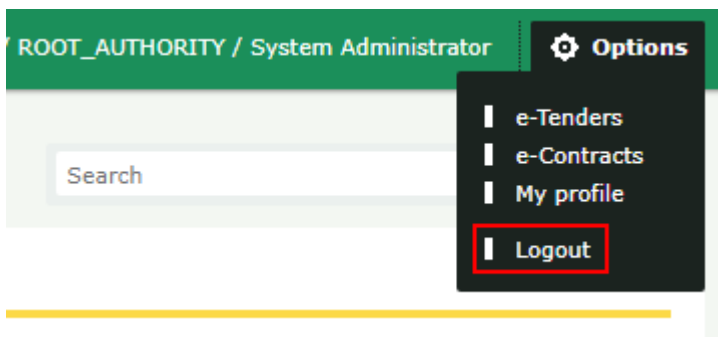 / ROOT_AUTHORITY / System Administrator
Options
e-Tenders
e-Contracts
My profile
Logout
Search